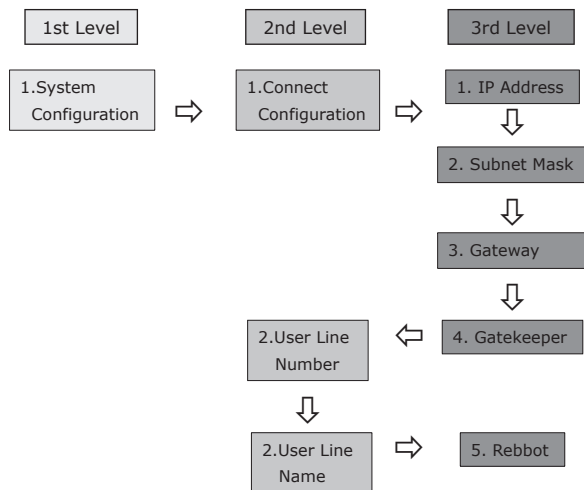 1st Level
2nd Level
3rd Level
1.System
Configuration
1.Connect
Configuration
1. IP Address
2. Subnet Mask
3. Gateway
4. Gatekeeper
2.User Line
Number
2.User Line
Name
5. Rebbot